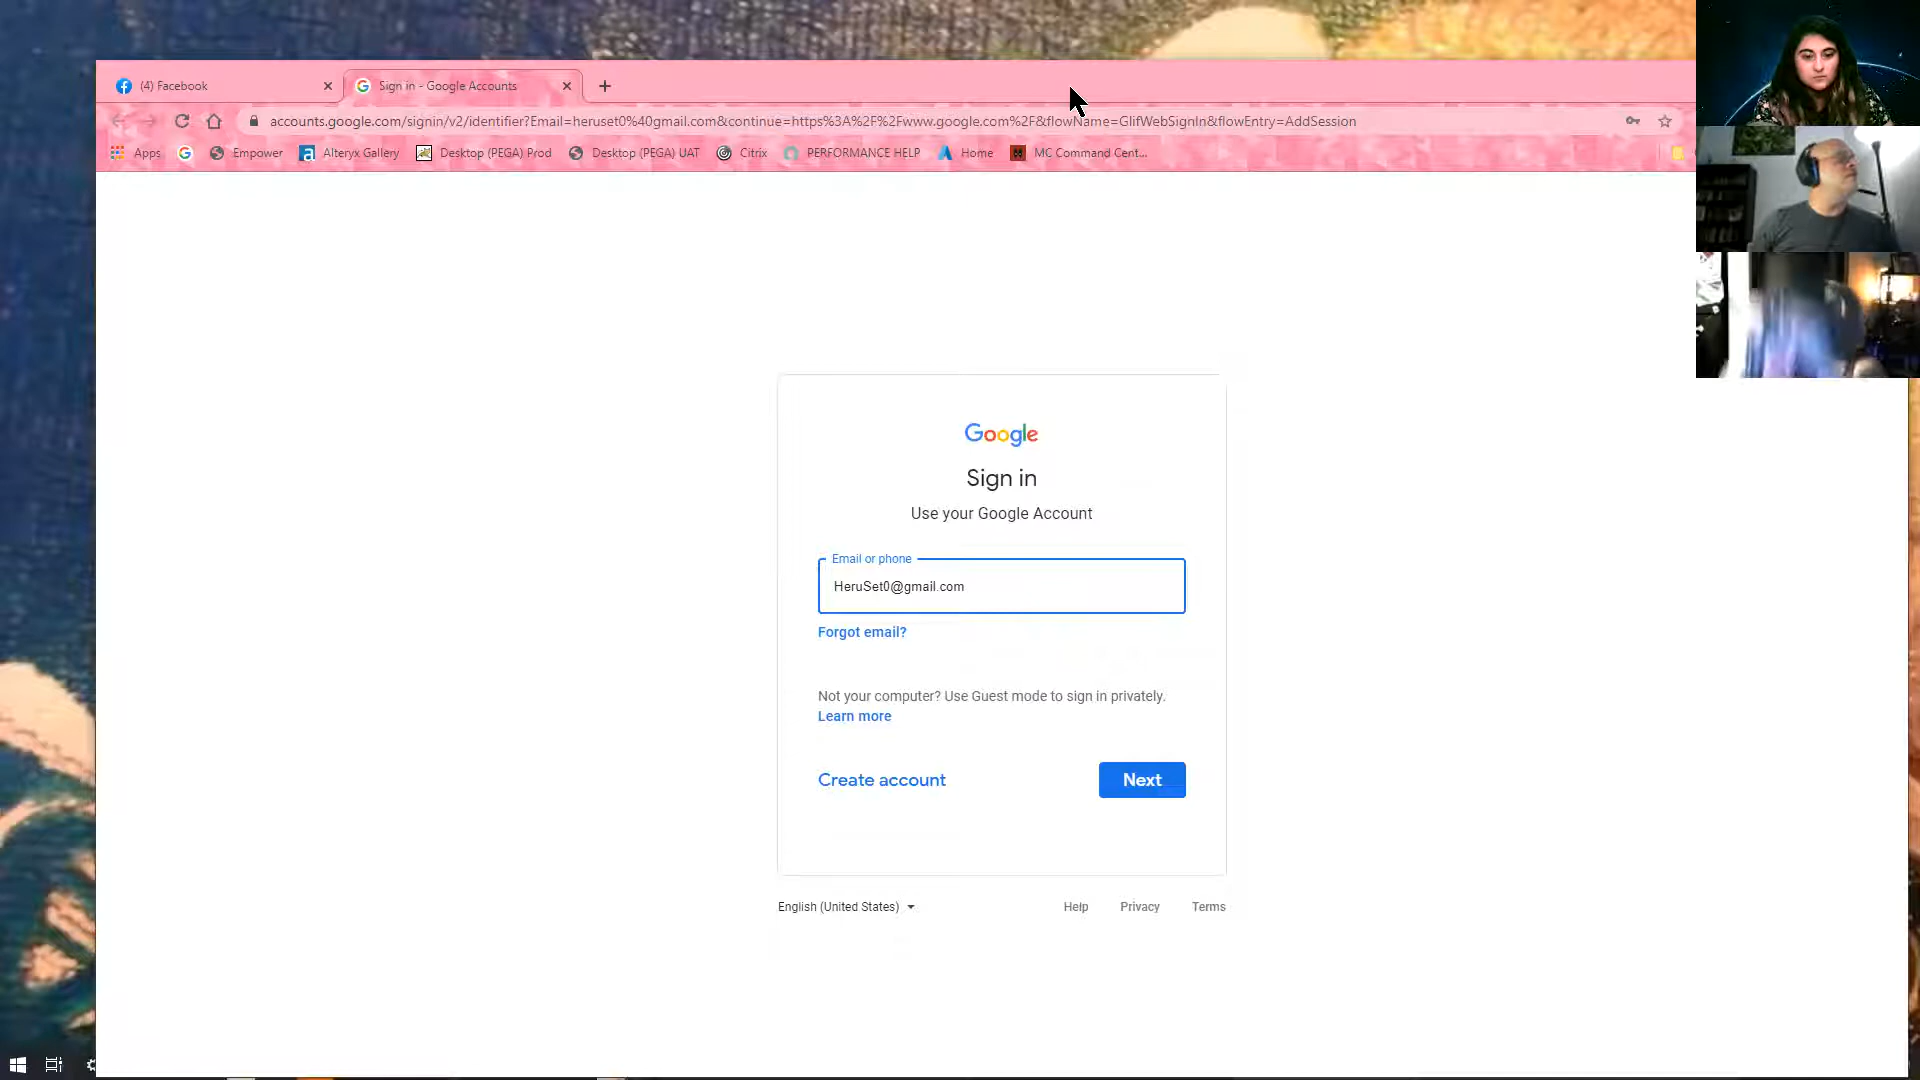 (4) Facebook
Sign in - Google Accounts
accounts.google.com/signin/v2/identifier?Email=heruset0%40gmail.com&continue=https%3A%2F%2Fwww.google.com%2F&flowName=GlifWebSignIn&flowEntry=AddSession
Apps Empower Alteryx Gallery Desktop (PEGA) Prod Desktop (PEGA) UAT Citrix PERFORMANCE HELP Home MC Command Cent...
Google
Sign in
Use your Google Account
Email or phone
HeruSet0@gmail.com
Forgot email?
Not your computer? Use Guest mode to sign in privately.
Learn more
Create account Next
English (United States) Help Privacy Terms